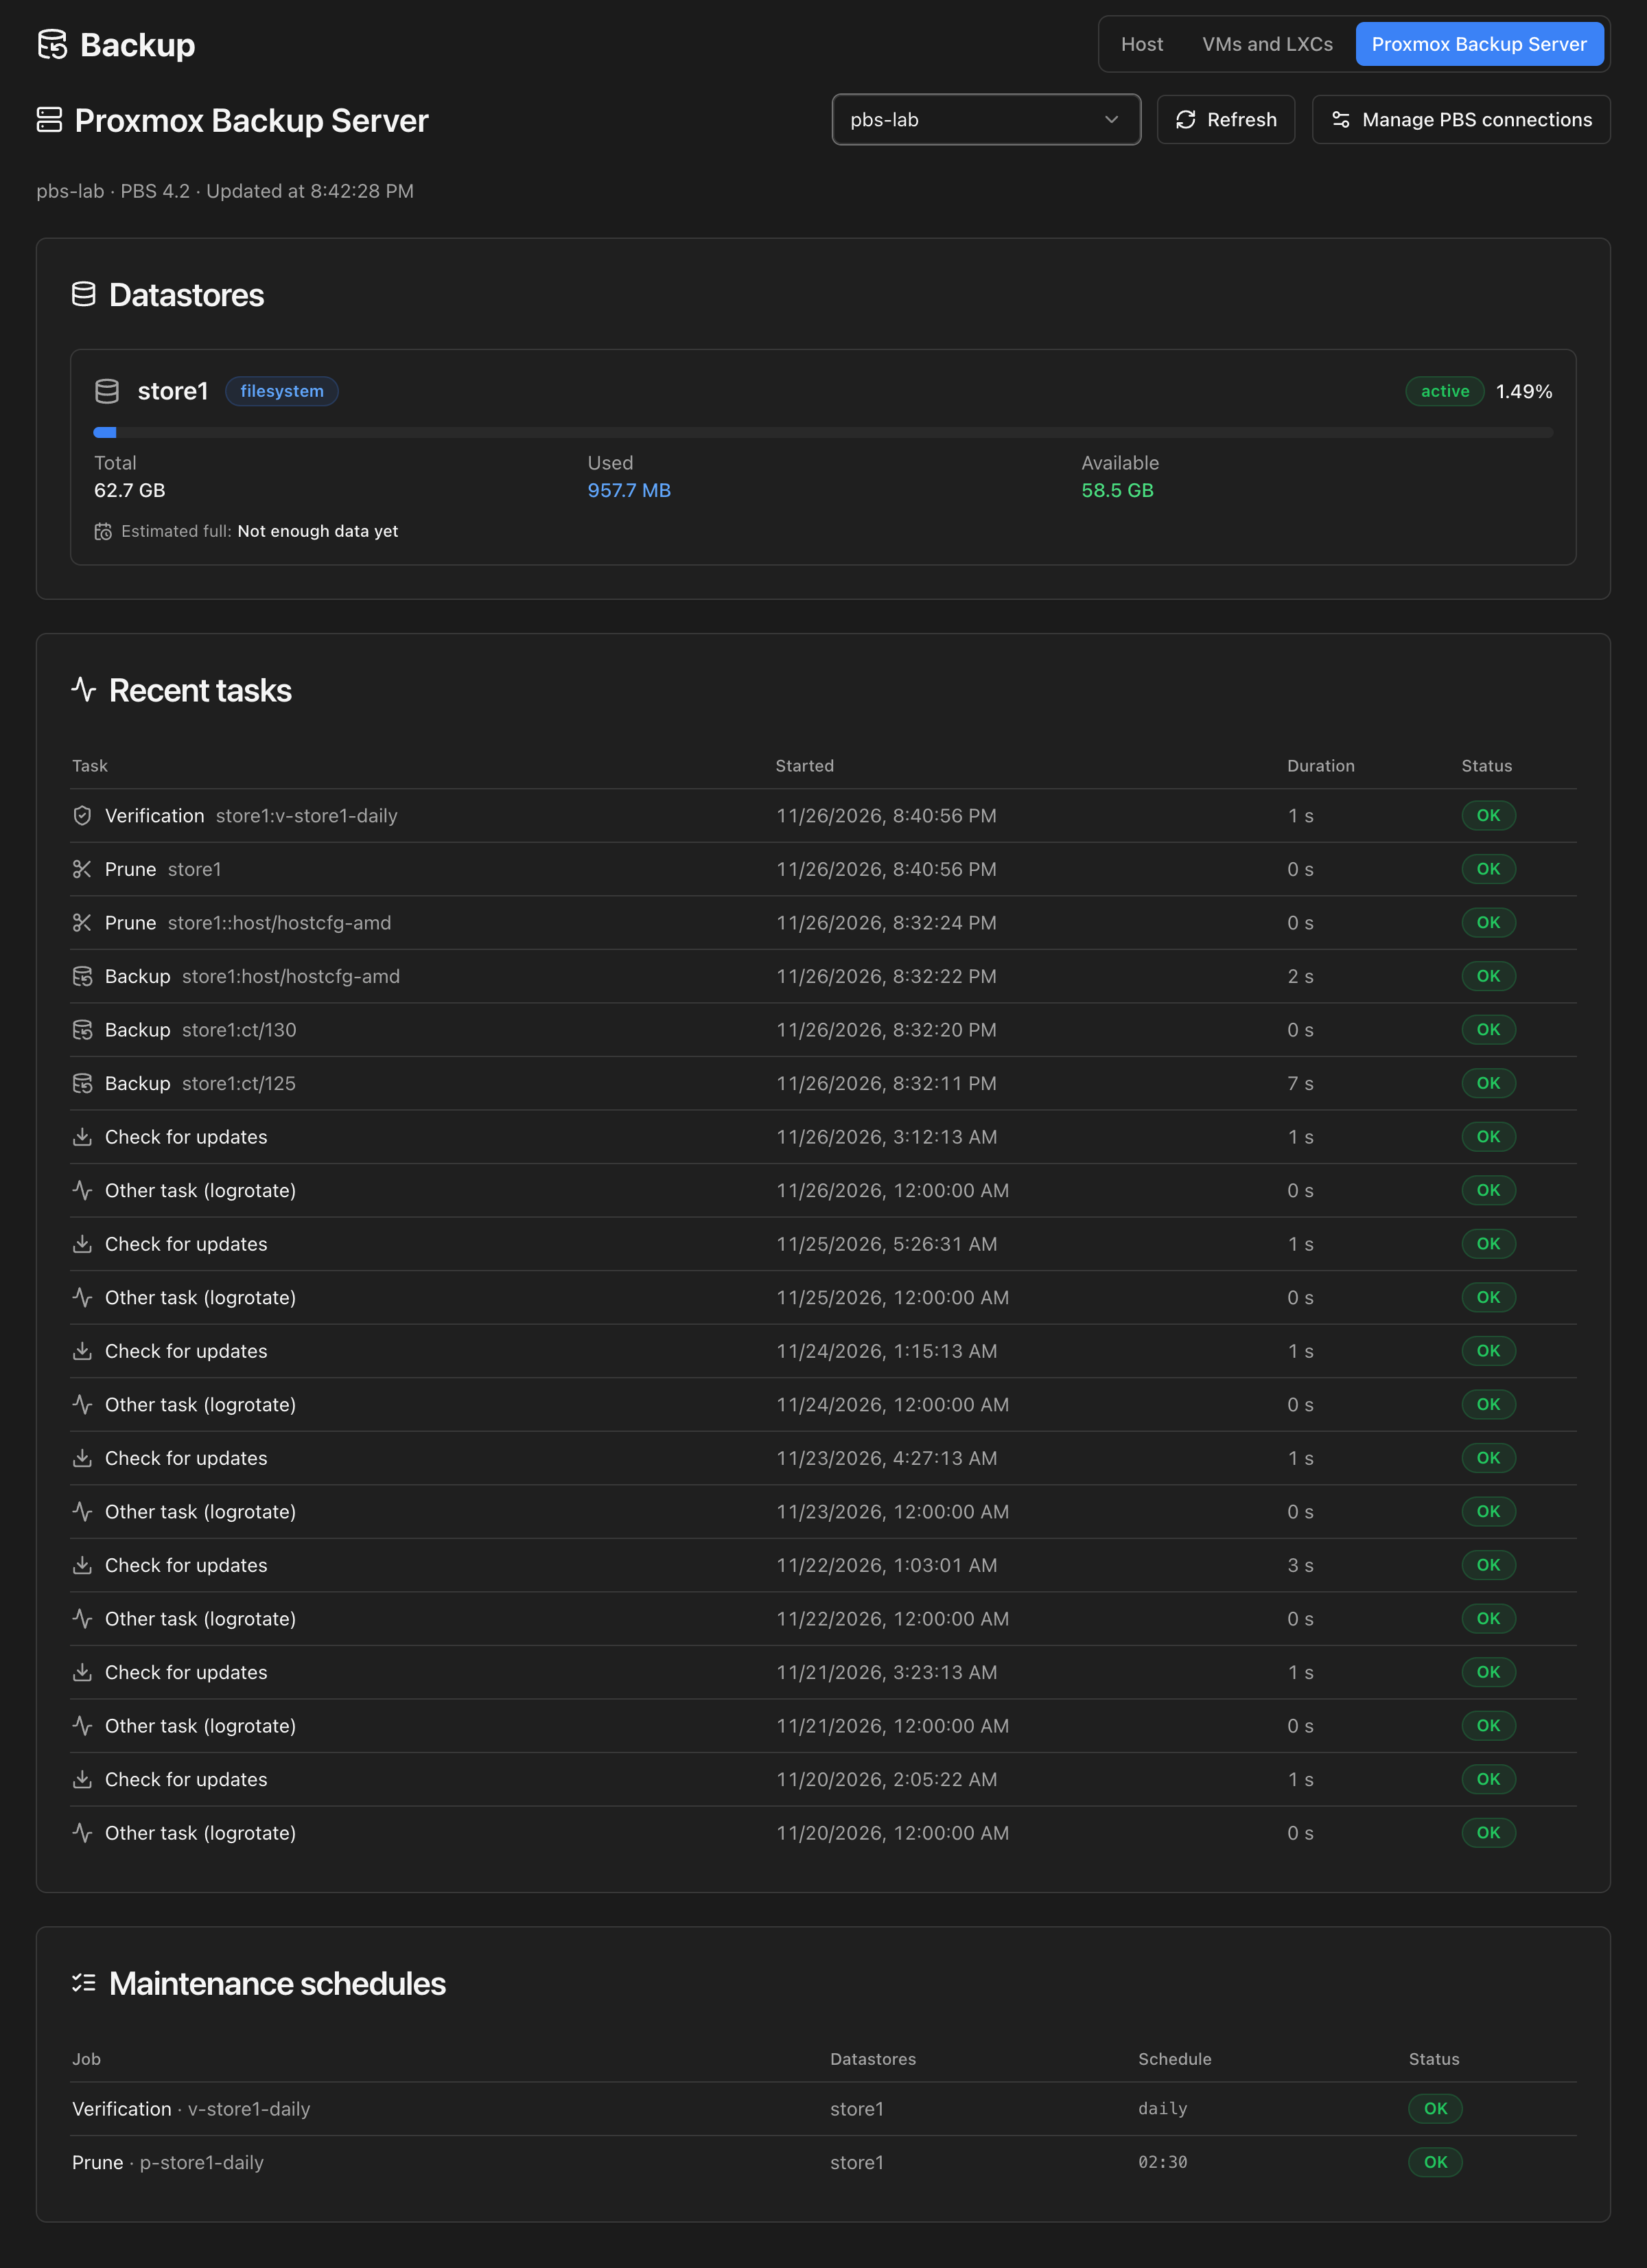 Backup
Host VMs and LXCs Proxmox Backup Server
Proxmox Backup Server
pbs-lab Refresh Manage PBS connections
pbs-lab · PBS 4.2 · Updated at 8:42:28 PM
Datastores
store1 filesystem active 1.49%
Total Used Available
62.7 GB 957.7 MB 58.5 GB
Estimated full: Not enough data yet
Recent tasks
Task Started Duration Status
Verification store1:v-store1-daily 11/26/2026, 8:40:56 PM 1 s OK
Prune store1 11/26/2026, 8:40:56 PM 0 s OK
Prune store1::host/hostcfg-amd 11/26/2026, 8:32:24 PM 0 s OK
Backup store1:host/hostcfg-amd 11/26/2026, 8:32:22 PM 2 s OK
Backup store1:ct/130 11/26/2026, 8:32:20 PM 0 s OK
Backup store1:ct/125 11/26/2026, 8:32:11 PM 7 s OK
Check for updates 11/26/2026, 3:12:13 AM 1 s OK
Other task (logrotate) 11/26/2026, 12:00:00 AM 0 s OK
Check for updates 11/25/2026, 5:26:31 AM 1 s OK
Other task (logrotate) 11/25/2026, 12:00:00 AM 0 s OK
Check for updates 11/24/2026, 1:15:13 AM 1 s OK
Other task (logrotate) 11/24/2026, 12:00:00 AM 0 s OK
Check for updates 11/23/2026, 4:27:13 AM 1 s OK
Other task (logrotate) 11/23/2026, 12:00:00 AM 0 s OK
Check for updates 11/22/2026, 1:03:01 AM 3 s OK
Other task (logrotate) 11/22/2026, 12:00:00 AM 0 s OK
Check for updates 11/21/2026, 3:23:13 AM 1 s OK
Other task (logrotate) 11/21/2026, 12:00:00 AM 0 s OK
Check for updates 11/20/2026, 2:05:22 AM 1 s OK
Other task (logrotate) 11/20/2026, 12:00:00 AM 0 s OK
Maintenance schedules
Job Datastores Schedule Status
Verification · v-store1-daily store1 daily OK
Prune · p-store1-daily store1 02:30 OK